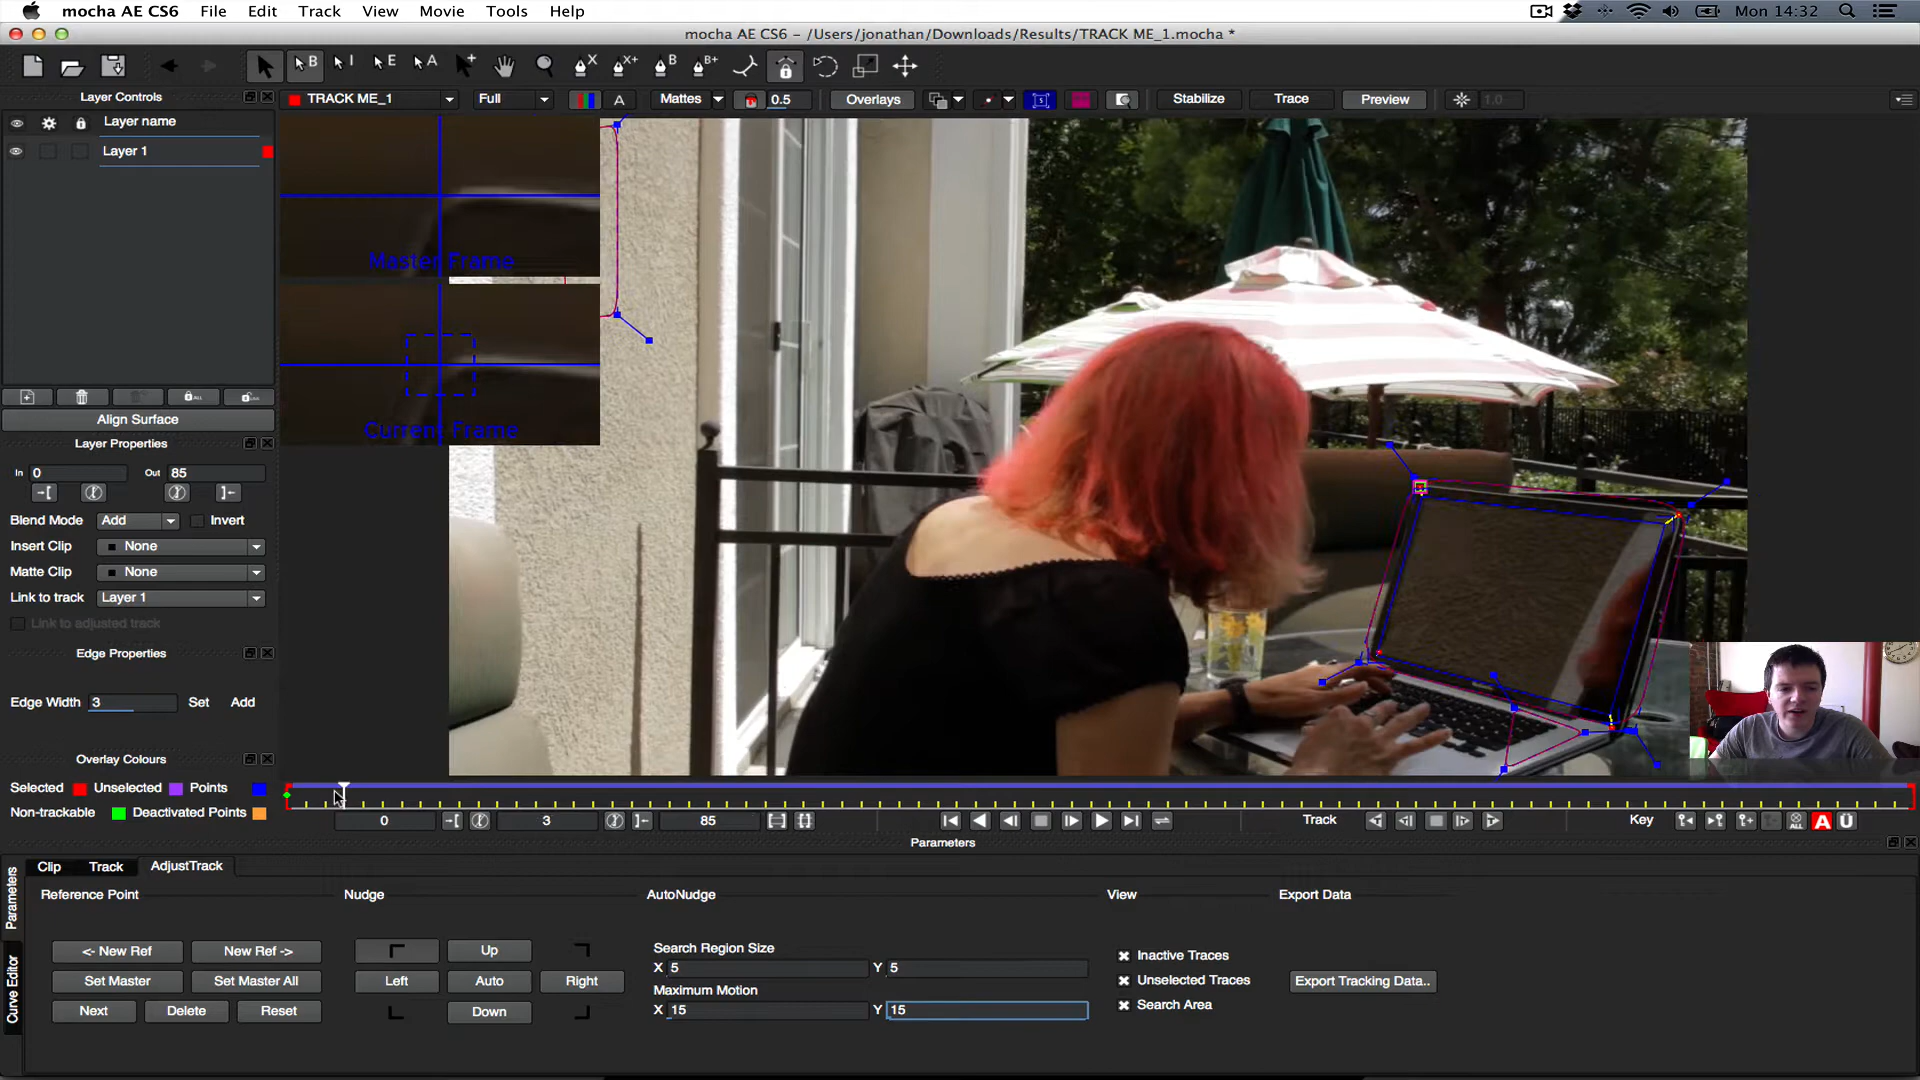 mocha AE CS6 File Edit Track View Movie Tools Help Mon 14:32
mocha AE CS6 – /Users/jonathan/Downloads/Results/TRACK ME_1.mocha *
B I E A X X+ B B+
Layer Controls TRACK ME_1 Full A Mattes 0.5 Overlays Stabilize Trace Preview 1.0
Layer name
Layer 1
Master Frame
Current Frame
Align Surface
Layer Properties
In 0 Out 85
Blend Mode Add Invert
Insert Clip None
Matte Clip None
Link to track Layer 1
Link to adjusted track
Edge Properties
Edge Width 3 Set Add
Overlay Colours
Selected Unselected Points
Non-trackable Deactivated Points
0 3 85 Track Key ALL A Ü
Parameters
Parameters
Curve Editor
Clip Track AdjustTrack
Reference Point Nudge AutoNudge View Export Data
<- New Ref New Ref -> Up Search Region Size Inactive Traces
X 5 Y 5
Set Master Set Master All Left Auto Right Unselected Traces Export Tracking Data..
Maximum Motion
Next Delete Reset Down X 15 Y 15 Search Area